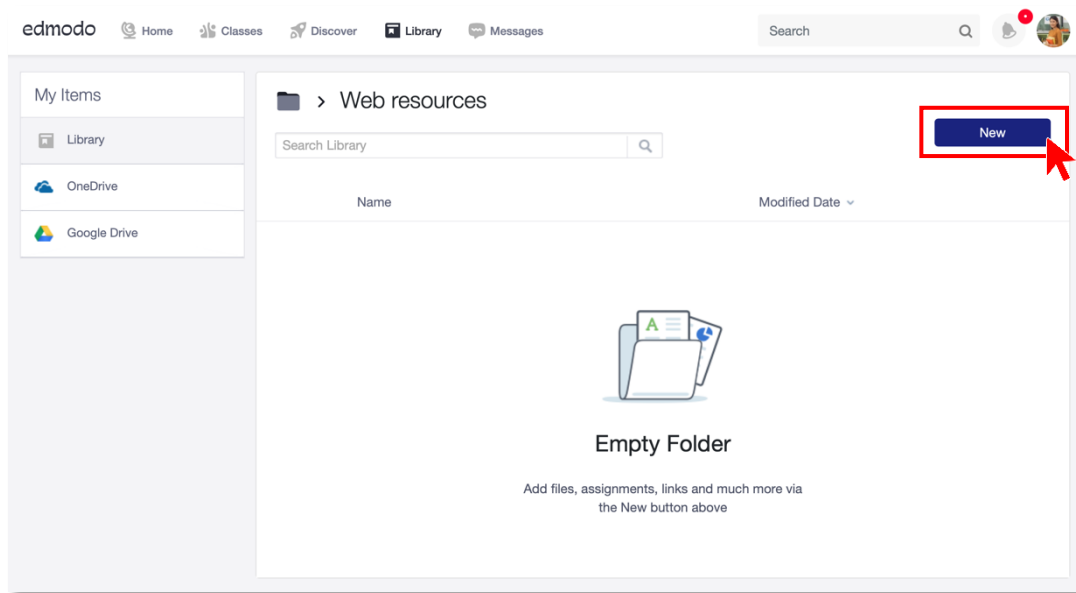 edmodo
Home
Classes
Discover
Library
Messages
Search
My Items
Library
OneDrive
Google Drive
> Web resources
New
Search Library
Name
Modified Date
A
Empty Folder
Add files, assignments, links and much more via
the New button above